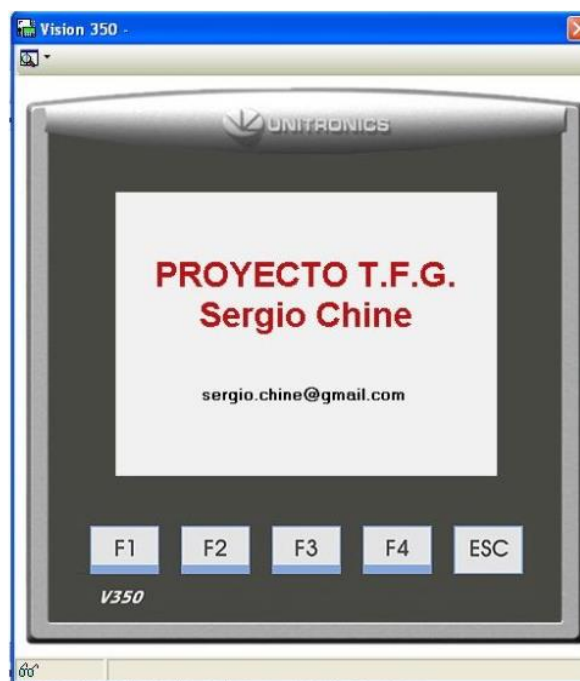 Vision 350 -
UNITRONICS
PROYECTO T.F.G.
Sergio Chine
sergio.chine@gmail.com
F1 F2 F3 F4 ESC
V350